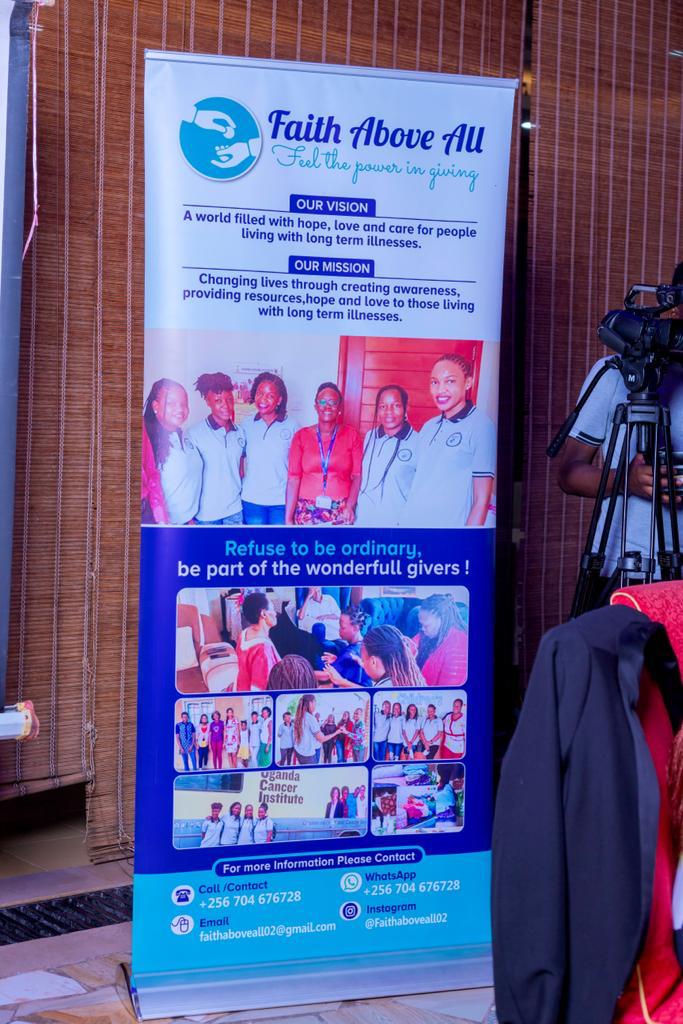 Faith Above All
Feel the power in giving
OUR VISION
A world filled with hope, love and care for people
living with long term illnesses.
OUR MISSION
Changing lives through creating awareness,
providing resources,hope and love to those living
with long term illnesses.
Refuse to be ordinary,
be part of the wonderfull givers !
Uganda
Cancer
Institute
For more Information Please Contact
Call /Contact
+256 704 676728
WhatsApp
+256 704 676728
Email
faithaboveall02@gmail.com
Instagram
@Faithaboveall02
M